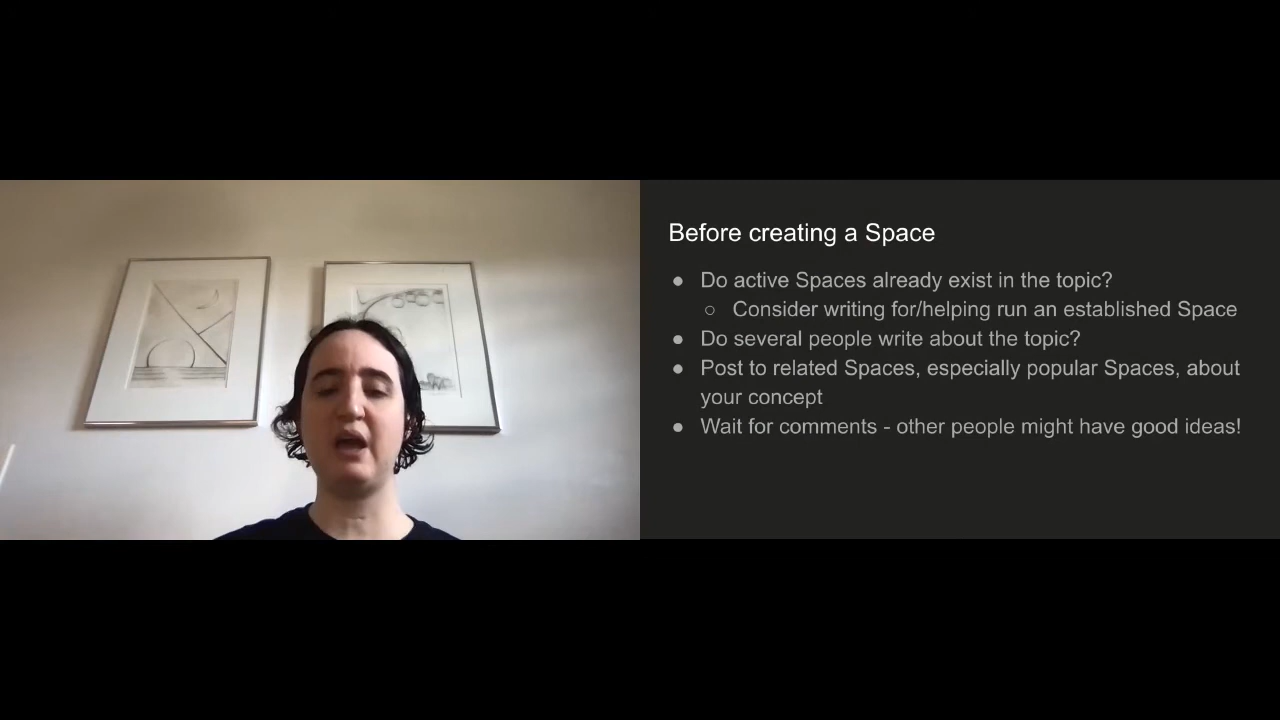 Before creating a Space
● Do active Spaces already exist in the topic?
○ Consider writing for/helping run an established Space
● Do several people write about the topic?
● Post to related Spaces, especially popular Spaces, about
your concept
● Wait for comments - other people might have good ideas!